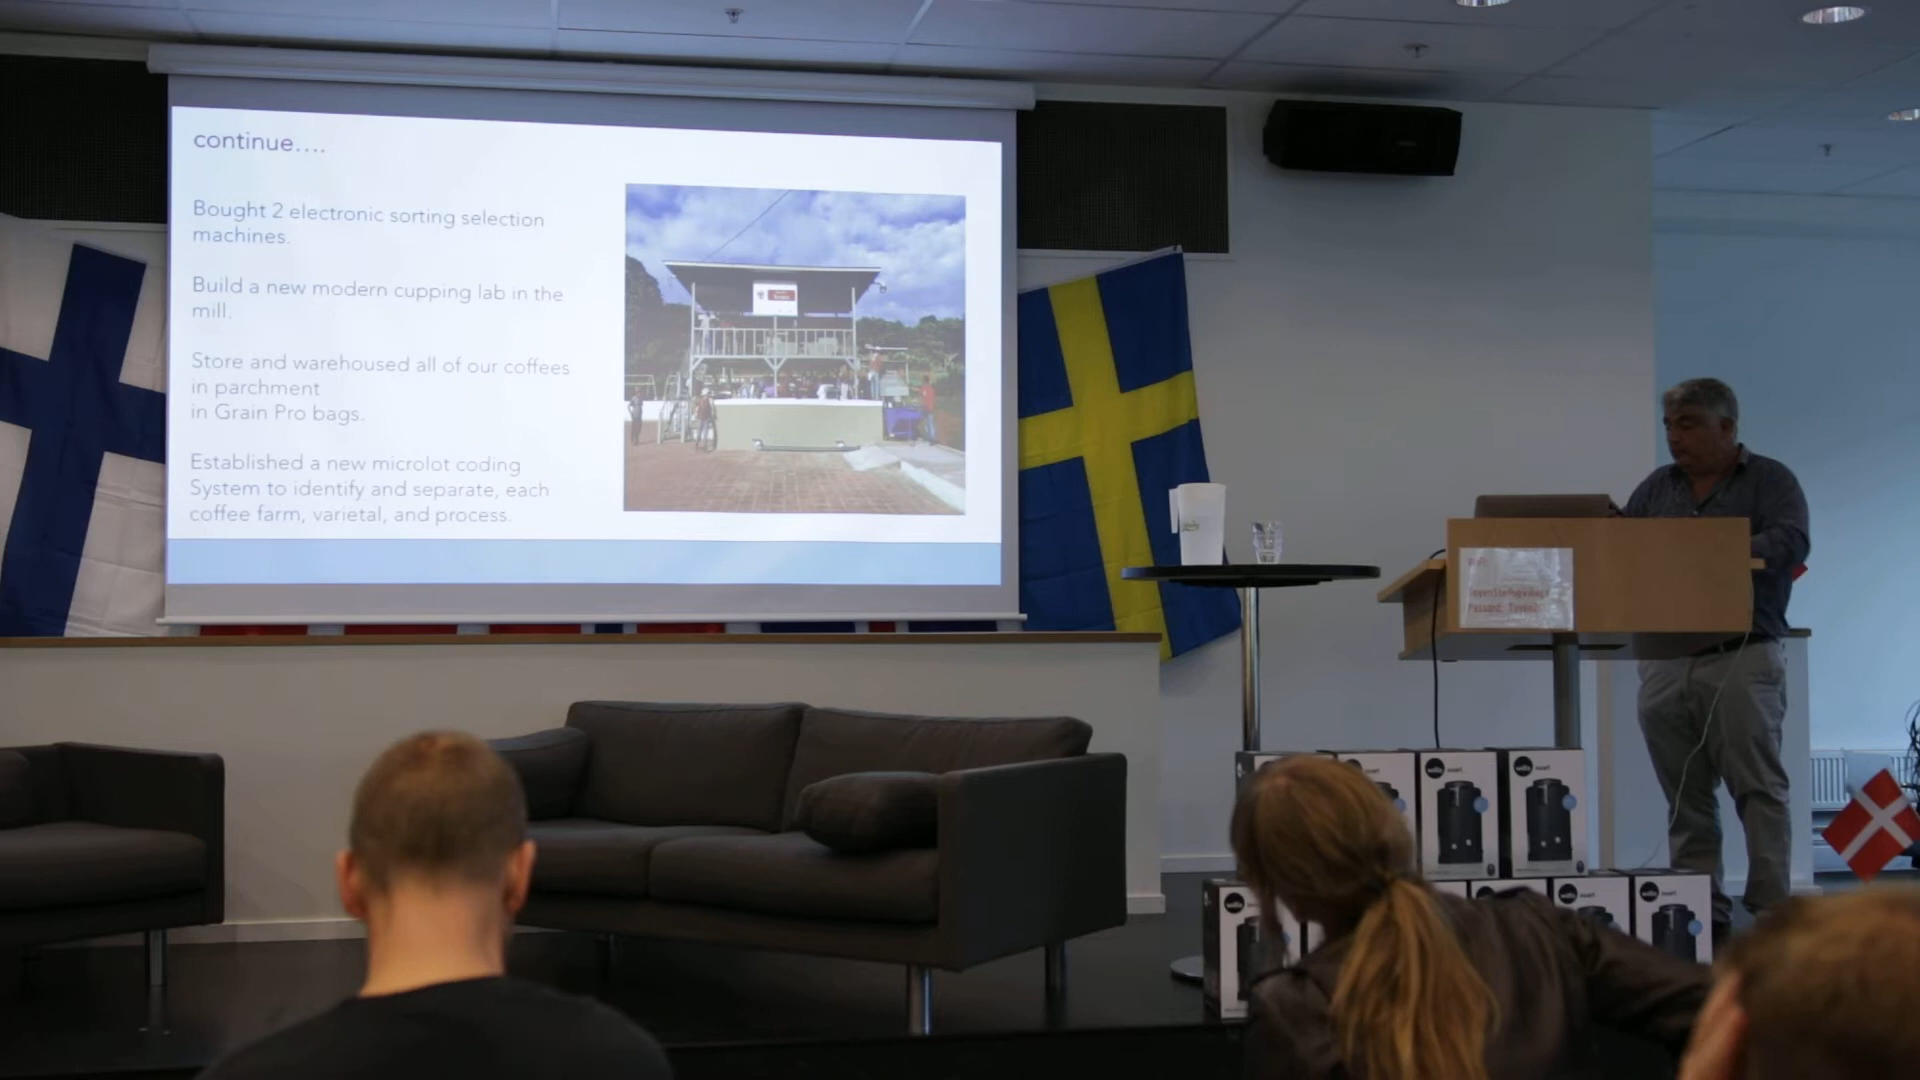 continue....
Bought 2 electronic sorting selection
machines.
Build a new modern cupping lab in the
mill.
Store and warehoused all of our coffees
in parchment
in Grain Pro bags.
Established a new microlot coding
System to identify and separate, each
coffee farm, varietal, and process.